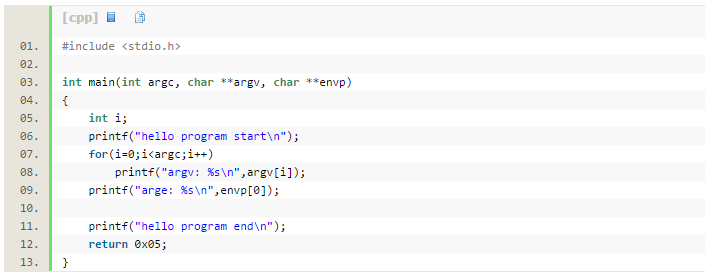 [cpp]
01. #include <stdio.h>
02.
03. int main(int argc, char **argv, char **envp)
04. {
05.     int i;
06.     printf("hello program start\n");
07.     for(i=0;i<argc;i++)
08.         printf("argv: %s\n",argv[i]);
09.     printf("arge: %s\n",envp[0]);
10.
11.     printf("hello program end\n");
12.     return 0x05;
13. }